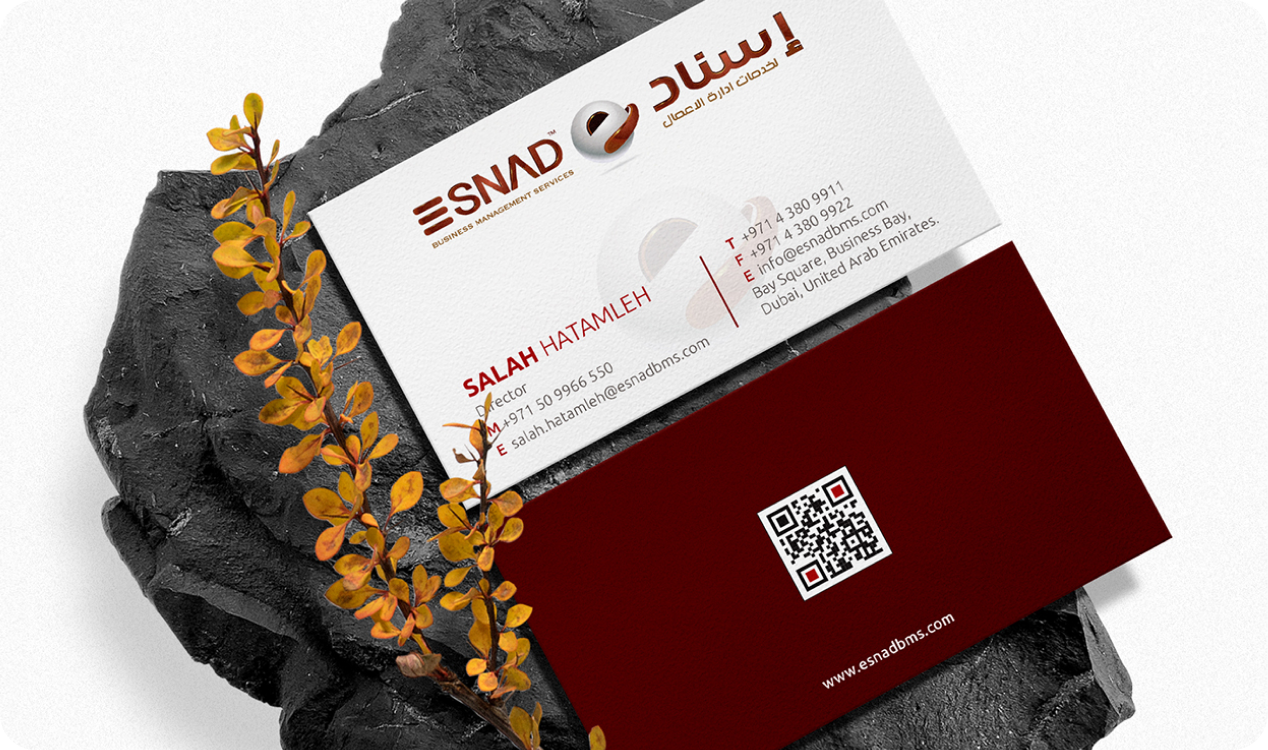 إسناد
لخدمات ادارة الاعمال
ESNAD™
BUSINESS MANAGEMENT SERVICES
SALAH HATAMLEH
Director
M +971 50 9966 550
E salah.hatamleh@esnadbms.com
T +971 4 380 9911
F +971 4 380 9922
E info@esnadbms.com
Bay Square, Business Bay,
Dubai, United Arab Emirates.
www.esnadbms.com